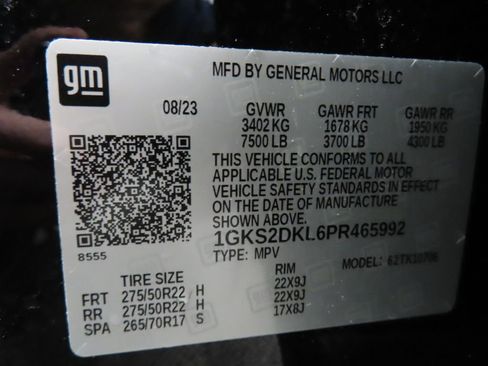 gm
MFD BY GENERAL MOTORS LLC
08/23 GVWR GAWR FRT GAWR RR
3402 KG 1678 KG 1950 KG
7500 LB 3700 LB 4300 LB
THIS VEHICLE CONFORMS TO ALL
APPLICABLE U.S. FEDERAL MOTOR
VEHICLE SAFETY STANDARDS IN EFFECT
ON THE DATE OF MANUFACTURE
SHOWN ABOVE.
1GKS2DKL6PR465992
8555 TYPE: MPV MODEL: 62TK10706
TIRE SIZE RIM
FRT 275/50R22 H 22X9J
RR 275/50R22 H 22X9J
SPA 265/70R17 S 17X8J